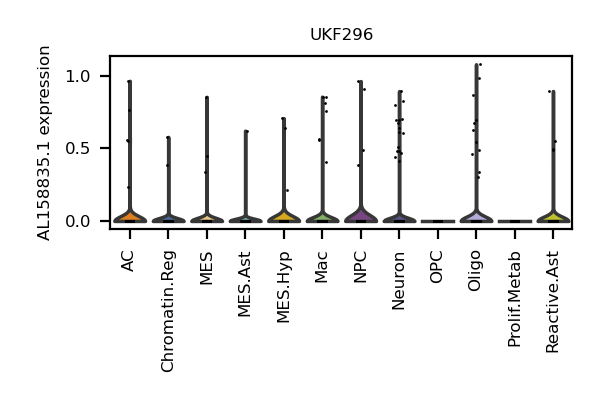 UKF296
AL158835.1 expression
1.0
0.5
0.0
AC
Chromatin.Reg
MES
MES.Ast
MES.Hyp
Mac
NPC
Neuron
OPC
Oligo
Prolif.Metab
Reactive.Ast